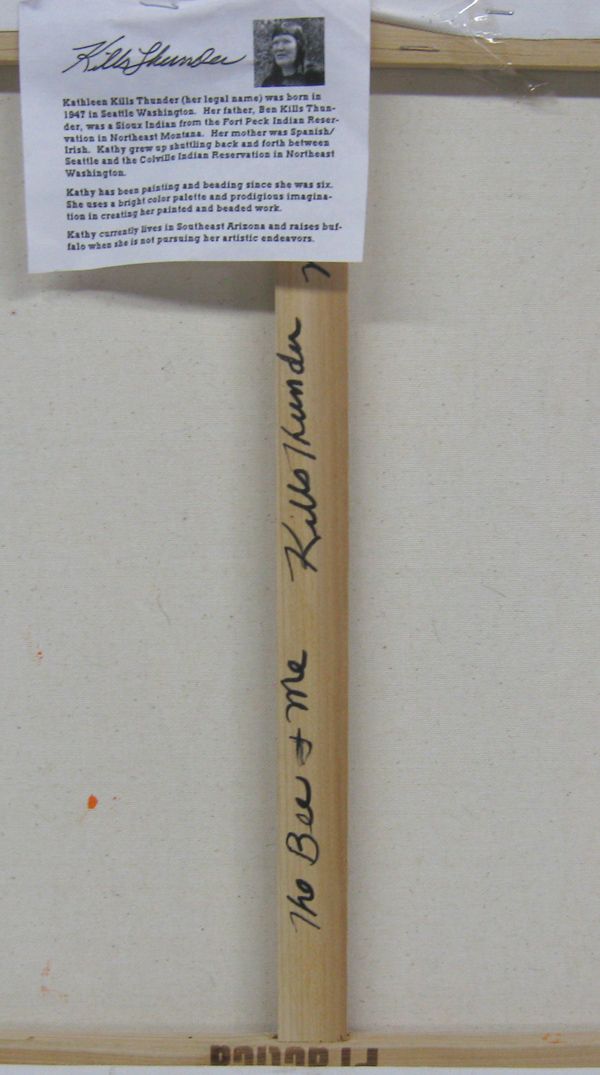 Kills Thunder
Kathleen Kills Thunder (her legal name) was born in
1947 in Seattle Washington. Her father, Ben Kills Thun-
der, was a Sioux Indian from the Fort Peck Indian Reser-
vation in Northeast Montana. Her mother was Spanish/
Irish. Kathy grew up shuttling back and forth between
Seattle and the Colville Indian Reservation in Northeast
Washington.
Kathy has been painting and beading since she was six.
She uses a bright color palette and prodigious imagina-
tion in creating her painted and beaded work.
Kathy currently lives in Southeast Arizona and raises buf-
falo when she is not pursuing her artistic endeavors.
The Bee + Me Kills Thunder